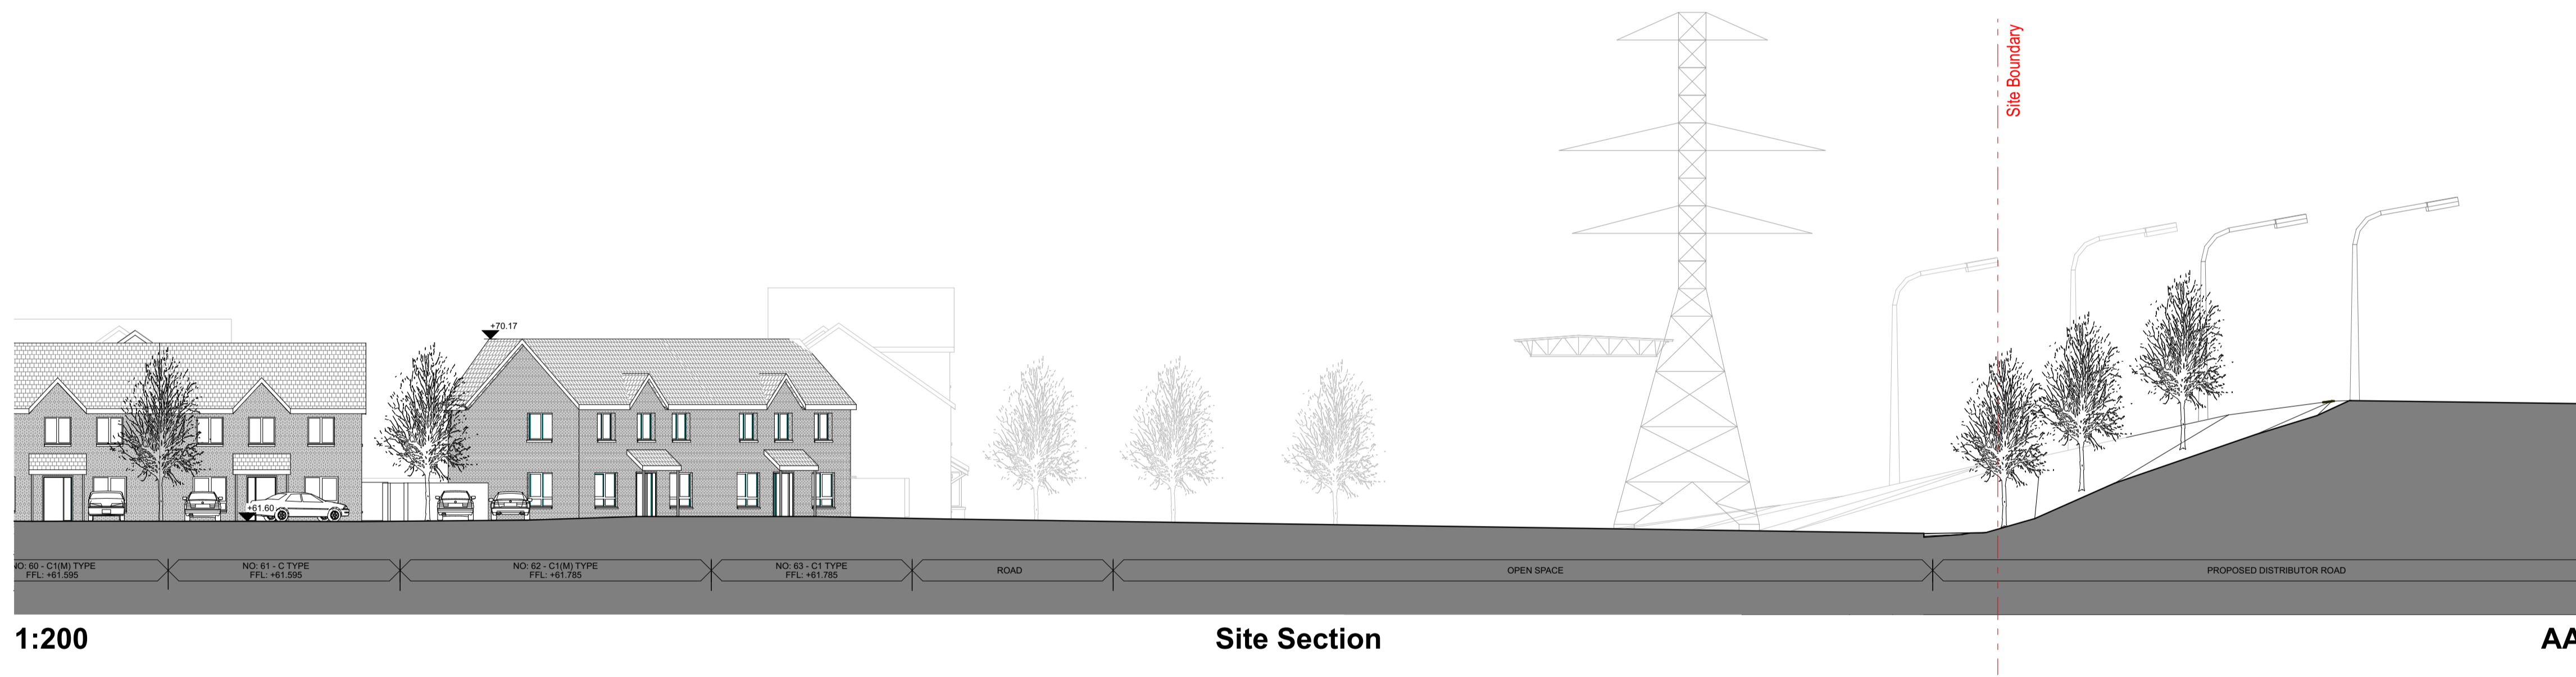 Site Boundary
+70.17
+61.60
NO: 60 - C1(M) TYPE
FFL: +61.595
NO: 61 - C TYPE
FFL: +61.595
NO: 62 - C1(M) TYPE
FFL: +61.785
NO: 63 - C1 TYPE
FFL: +61.785
ROAD
OPEN SPACE
PROPOSED DISTRIBUTOR ROAD
1:200
Site Section
AA